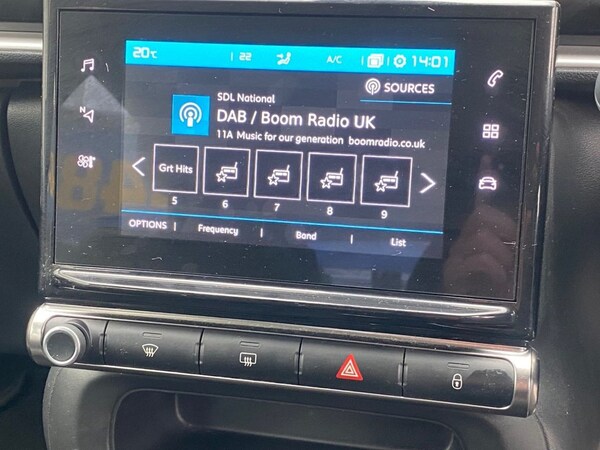 20°C 22 A/C 14:01
SOURCES
SDL National
DAB / Boom Radio UK
11A Music for our generation boomradio.co.uk
N
Grt Hits
5 6 7 8 9
OPTIONS | Frequency | Band | List